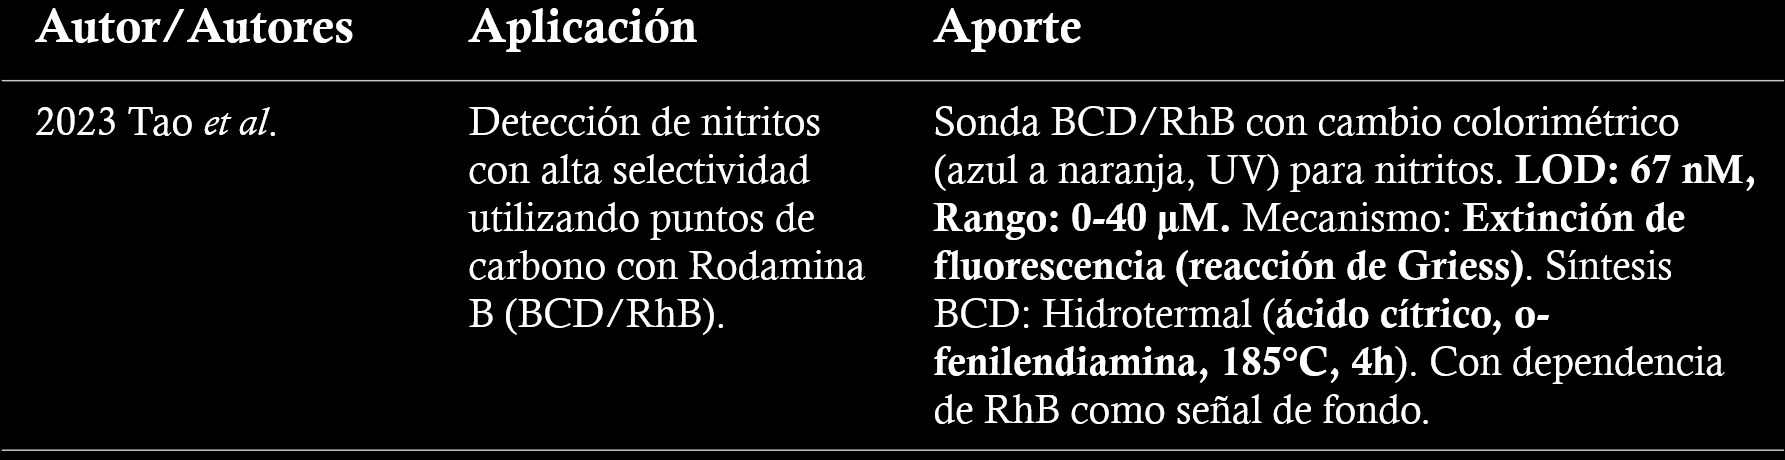 Autor/Autores
Aplicación
Aporte
2023 Tao et al.
Detección de nitritos
con alta selectividad
utilizando puntos de
carbono con Rodamina
B (BCD/RhB).
Sonda BCD/RhB con cambio colorimétrico
(azul a naranja, UV) para nitritos. LOD: 67 nM,
Rango: 0-40 µM. Mecanismo: Extinción de
fluorescencia (reacción de Griess). Síntesis
BCD: Hidrotermal (ácido cítrico, o-
fenilendiamina, 185°C, 4h). Con dependencia
de RhB como señal de fondo.